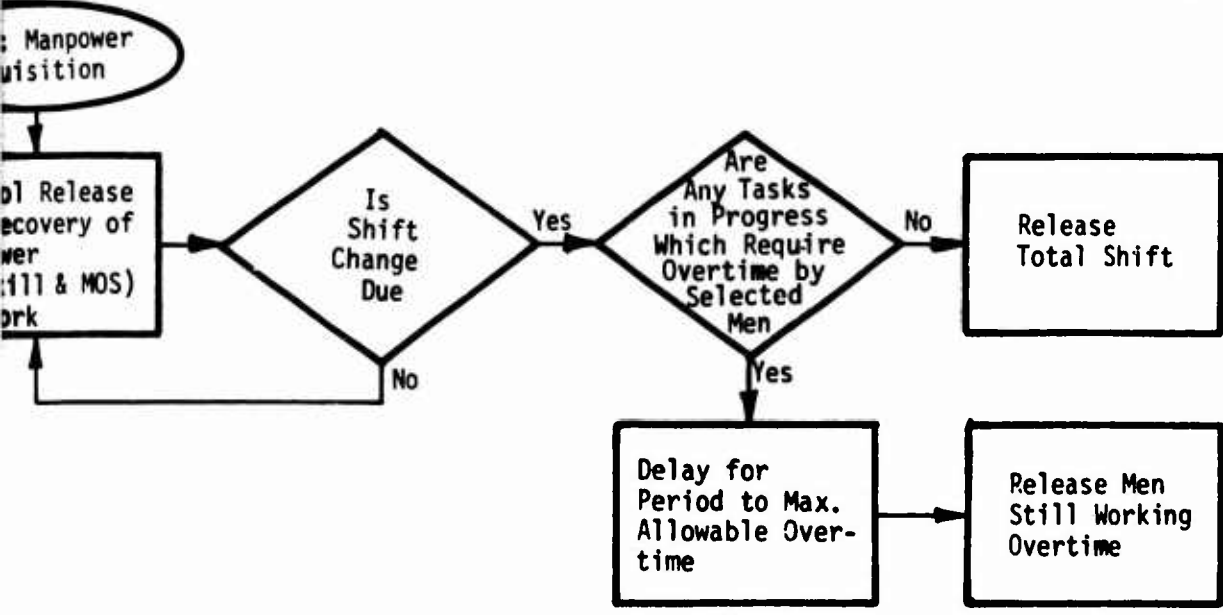 : Manpower
uisition
ol Release
ecovery of
wer
ill & MOS)
ork
Is
Shift
Change
Due
Yes
No
Are
Any Tasks
in Progress
Which Require
Overtime by
Selected
Men
No
Yes
Release
Total Shift
Delay for
Period to Max.
Allowable Over-
time
Release Men
Still Working
Overtime